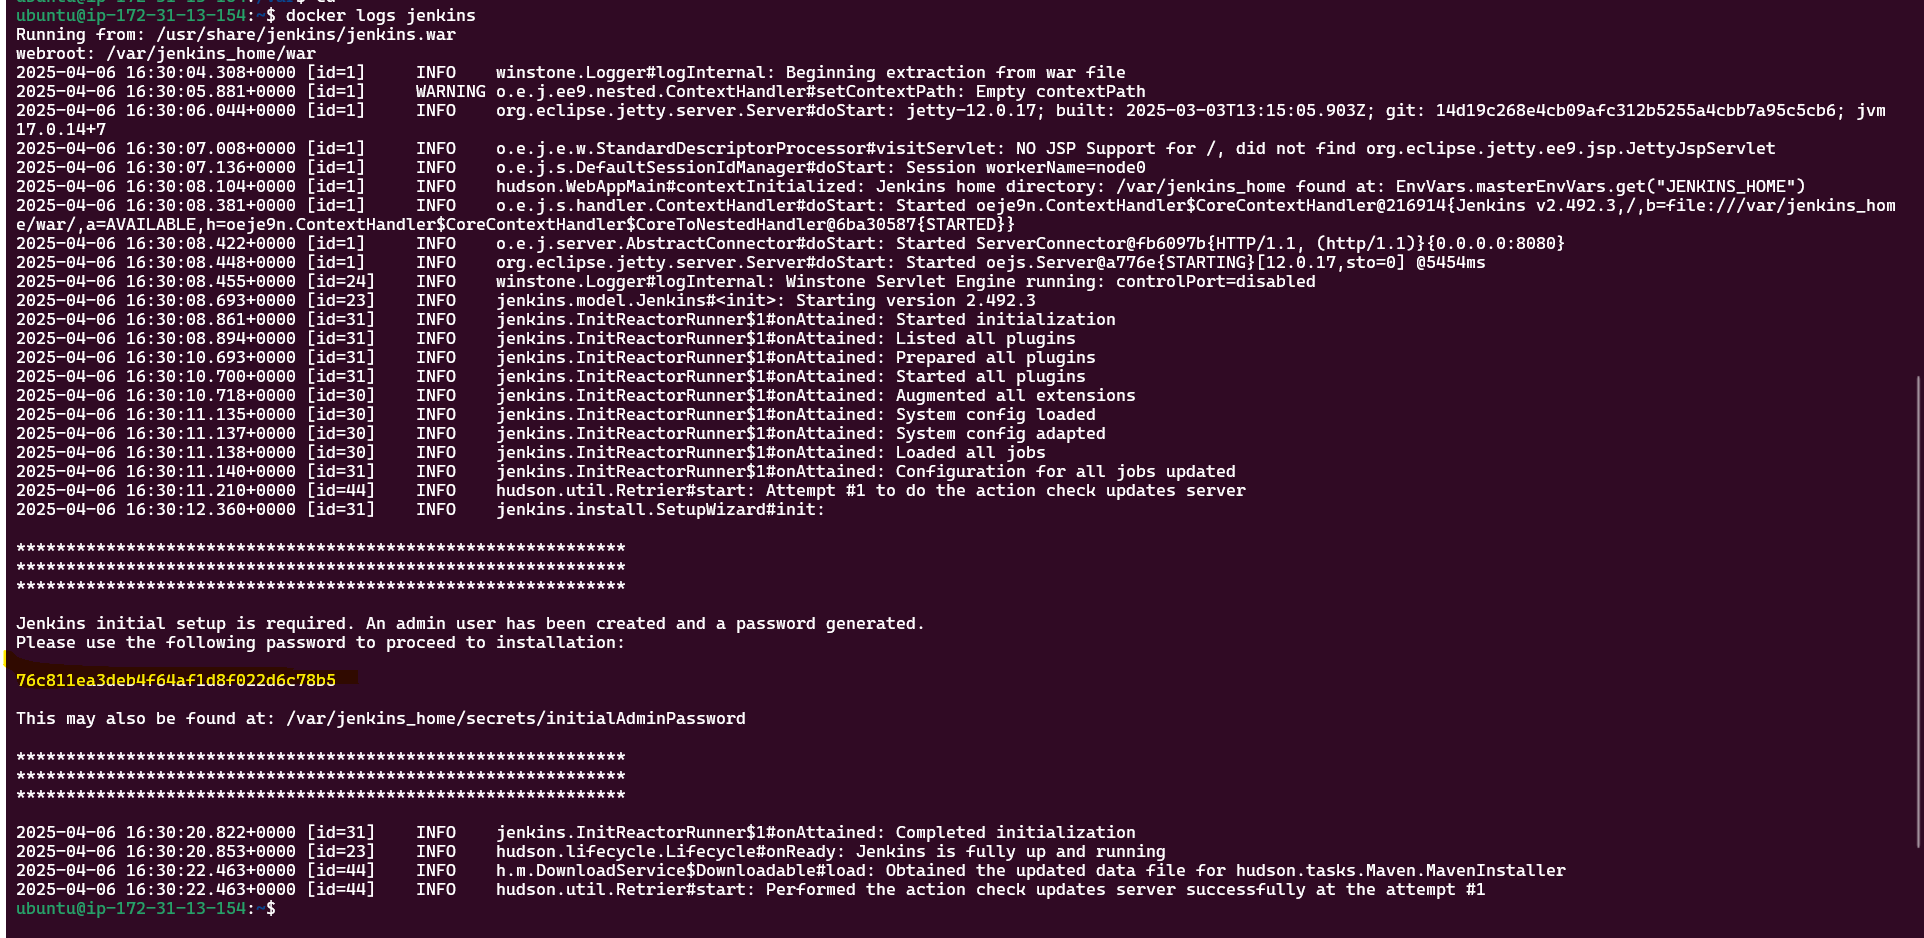 ubuntu@ip-172-31-13-154:~$ docker logs jenkins
Running from: /usr/share/jenkins/jenkins.war
webroot: /var/jenkins_home/war
2025-04-06 16:30:04.308+0000 [id=1]     INFO    winstone.Logger#logInternal: Beginning extraction from war file
2025-04-06 16:30:05.881+0000 [id=1]     WARNING o.e.j.ee9.nested.ContextHandler#setContextPath: Empty contextPath
2025-04-06 16:30:06.044+0000 [id=1]     INFO    org.eclipse.jetty.server.Server#doStart: jetty-12.0.17; built: 2025-03-03T13:15:05.903Z; git: 14d19c268e4cb09afc312b5255a4cbb7a95c5cb6; jvm
17.0.14+7
2025-04-06 16:30:07.008+0000 [id=1]     INFO    o.e.j.e.w.StandardDescriptorProcessor#visitServlet: NO JSP Support for /, did not find org.eclipse.jetty.ee9.jsp.JettyJspServlet
2025-04-06 16:30:07.136+0000 [id=1]     INFO    o.e.j.s.DefaultSessionIdManager#doStart: Session workerName=node0
2025-04-06 16:30:08.104+0000 [id=1]     INFO    hudson.WebAppMain#contextInitialized: Jenkins home directory: /var/jenkins_home found at: EnvVars.masterEnvVars.get("JENKINS_HOME")
2025-04-06 16:30:08.381+0000 [id=1]     INFO    o.e.j.s.handler.ContextHandler#doStart: Started oeje9n.ContextHandler$CoreContextHandler@216914{Jenkins v2.492.3,/,b=file:///var/jenkins_hom
e/war/,a=AVAILABLE,h=oeje9n.ContextHandler$CoreContextHandler$CoreToNestedHandler@6ba30587{STARTED}}
2025-04-06 16:30:08.422+0000 [id=1]     INFO    o.e.j.server.AbstractConnector#doStart: Started ServerConnector@fb6097b{HTTP/1.1, (http/1.1)}{0.0.0.0:8080}
2025-04-06 16:30:08.448+0000 [id=1]     INFO    org.eclipse.jetty.server.Server#doStart: Started oejs.Server@a776e{STARTING}[12.0.17,sto=0] @5454ms
2025-04-06 16:30:08.455+0000 [id=24]    INFO    winstone.Logger#logInternal: Winstone Servlet Engine running: controlPort=disabled
2025-04-06 16:30:08.693+0000 [id=23]    INFO    jenkins.model.Jenkins#<init>: Starting version 2.492.3
2025-04-06 16:30:08.861+0000 [id=31]    INFO    jenkins.InitReactorRunner$1#onAttained: Started initialization
2025-04-06 16:30:08.894+0000 [id=31]    INFO    jenkins.InitReactorRunner$1#onAttained: Listed all plugins
2025-04-06 16:30:10.693+0000 [id=31]    INFO    jenkins.InitReactorRunner$1#onAttained: Prepared all plugins
2025-04-06 16:30:10.700+0000 [id=31]    INFO    jenkins.InitReactorRunner$1#onAttained: Started all plugins
2025-04-06 16:30:10.718+0000 [id=30]    INFO    jenkins.InitReactorRunner$1#onAttained: Augmented all extensions
2025-04-06 16:30:11.135+0000 [id=30]    INFO    jenkins.InitReactorRunner$1#onAttained: System config loaded
2025-04-06 16:30:11.137+0000 [id=30]    INFO    jenkins.InitReactorRunner$1#onAttained: System config adapted
2025-04-06 16:30:11.138+0000 [id=30]    INFO    jenkins.InitReactorRunner$1#onAttained: Loaded all jobs
2025-04-06 16:30:11.140+0000 [id=31]    INFO    jenkins.InitReactorRunner$1#onAttained: Configuration for all jobs updated
2025-04-06 16:30:11.210+0000 [id=44]    INFO    hudson.util.Retrier#start: Attempt #1 to do the action check updates server
2025-04-06 16:30:12.360+0000 [id=31]    INFO    jenkins.install.SetupWizard#init:
*************************************************************
*************************************************************
*************************************************************
Jenkins initial setup is required. An admin user has been created and a password generated.
Please use the following password to proceed to installation:
76c811ea3deb4f64af1d8f022d6c78b5
This may also be found at: /var/jenkins_home/secrets/initialAdminPassword
*************************************************************
*************************************************************
*************************************************************
2025-04-06 16:30:20.822+0000 [id=31]    INFO    jenkins.InitReactorRunner$1#onAttained: Completed initialization
2025-04-06 16:30:20.853+0000 [id=23]    INFO    hudson.lifecycle.Lifecycle#onReady: Jenkins is fully up and running
2025-04-06 16:30:22.463+0000 [id=44]    INFO    h.m.DownloadService$Downloadable#load: Obtained the updated data file for hudson.tasks.Maven.MavenInstaller
2025-04-06 16:30:22.463+0000 [id=44]    INFO    hudson.util.Retrier#start: Performed the action check updates server successfully at the attempt #1
ubuntu@ip-172-31-13-154:~$